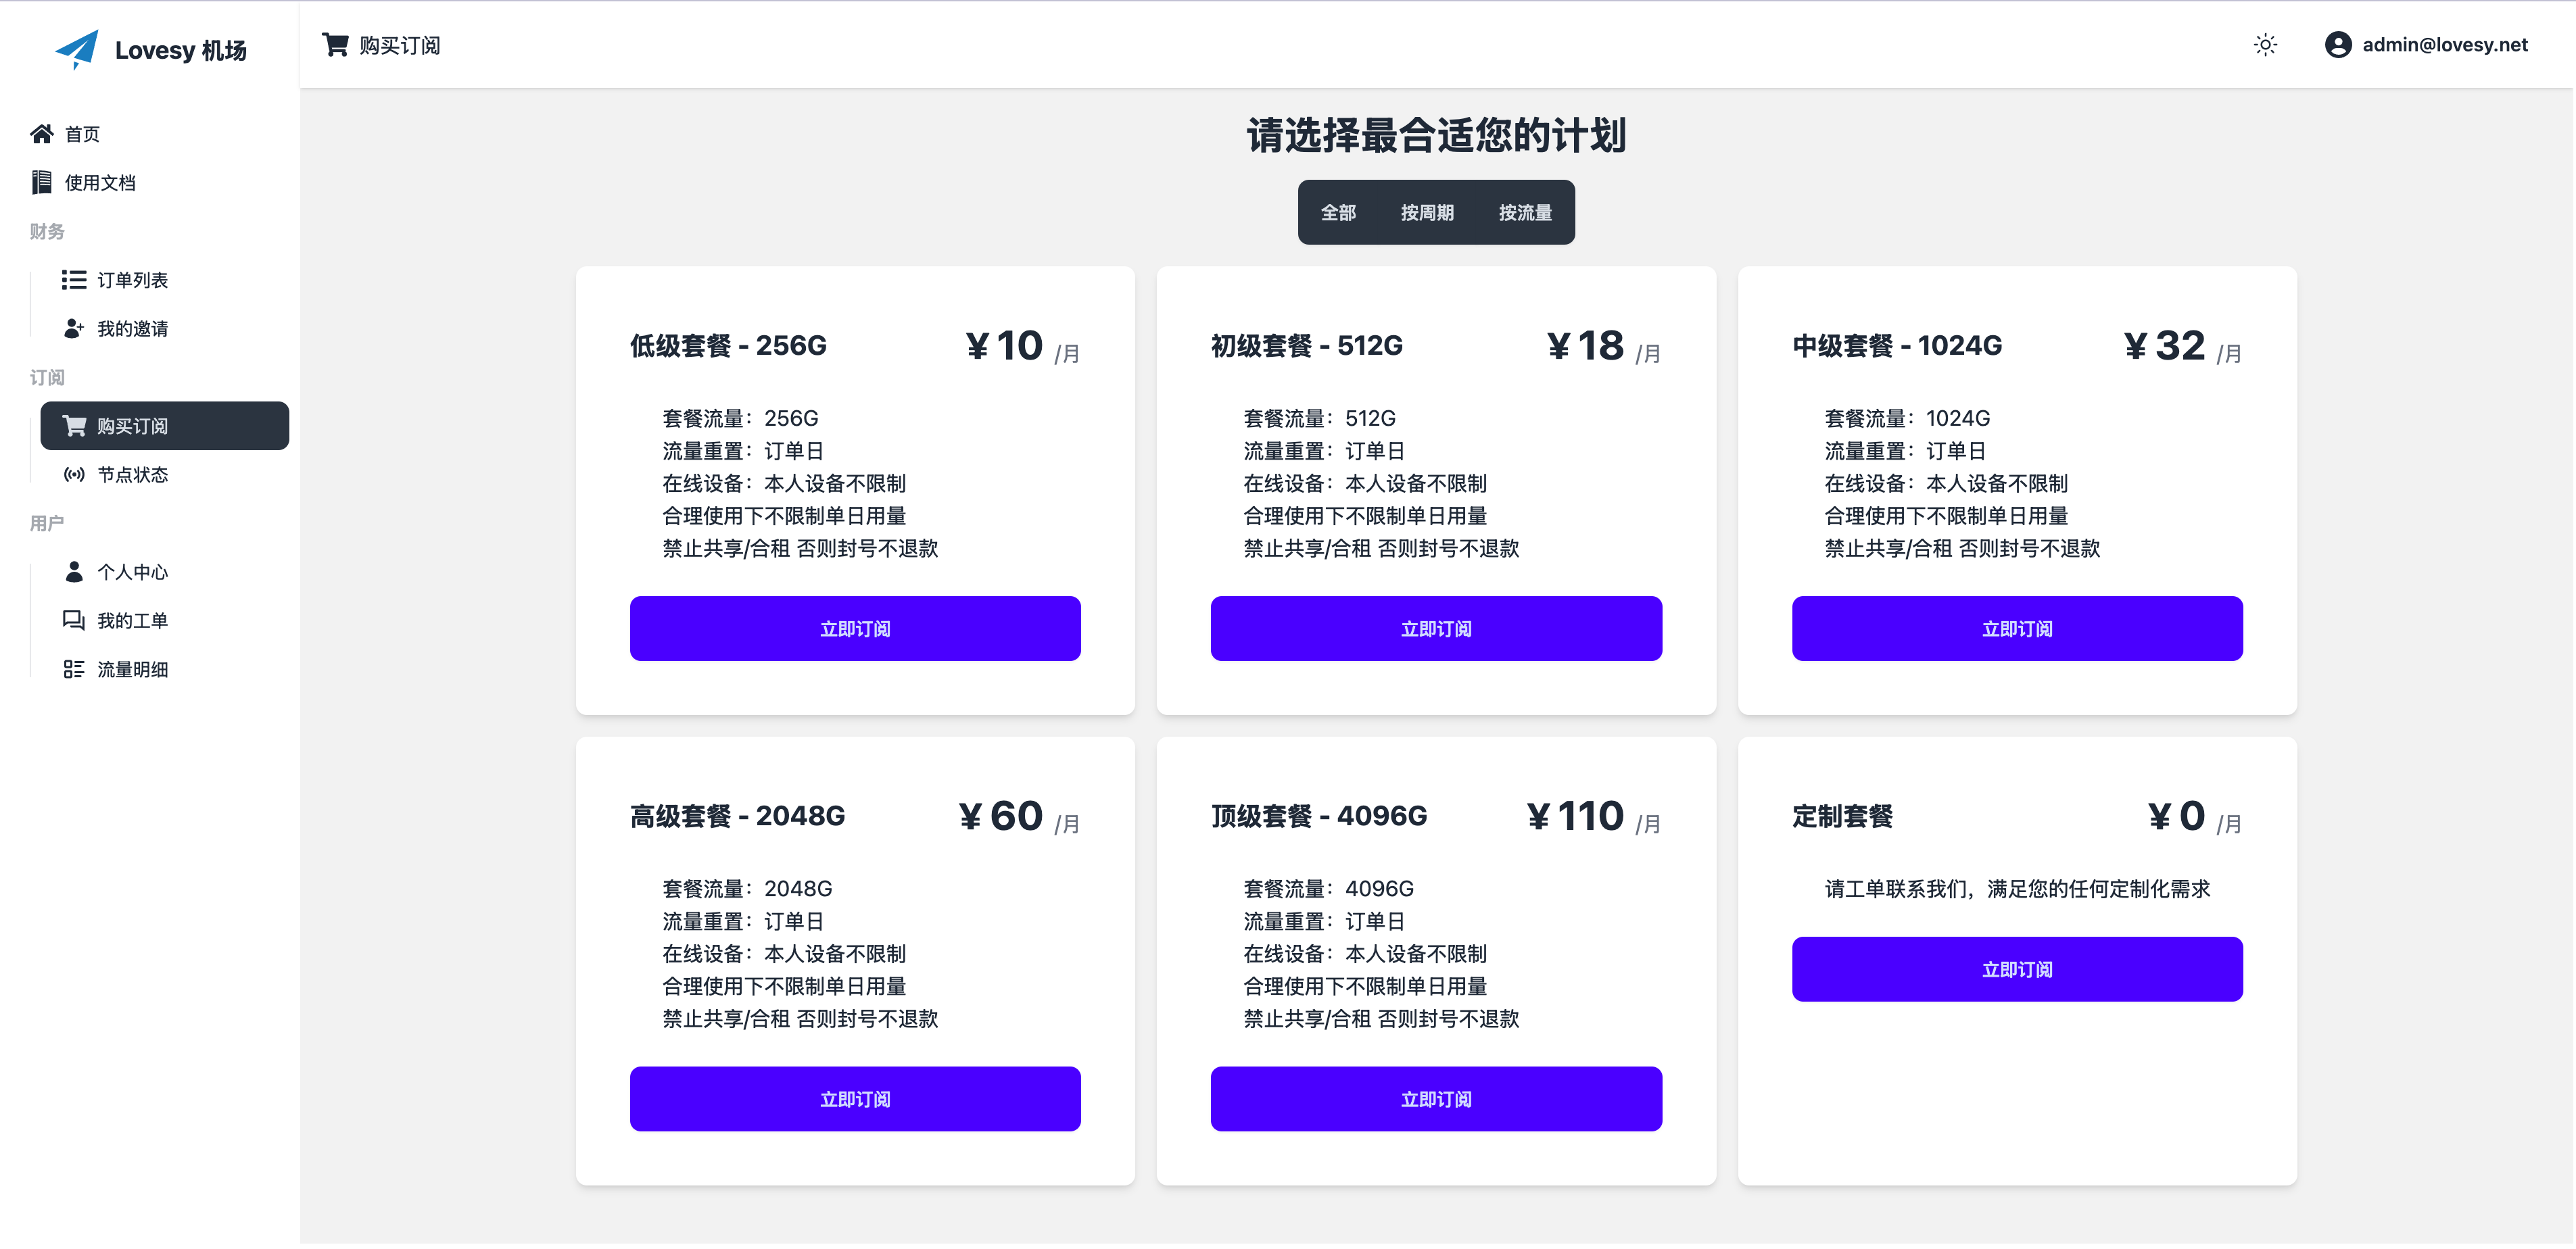 Lovesy 机场
首页
使用文档
财务
订单列表
我的邀请
订阅
购买订阅
节点状态
用户
个人中心
我的工单
流量明细
购买订阅
admin@lovesy.net
请选择最合适您的计划
全部 按周期 按流量
低级套餐 - 256G ¥ 10 /月
套餐流量：256G
流量重置：订单日
在线设备：本人设备不限制
合理使用下不限制单日用量
禁止共享/合租 否则封号不退款
立即订阅
初级套餐 - 512G ¥ 18 /月
套餐流量：512G
流量重置：订单日
在线设备：本人设备不限制
合理使用下不限制单日用量
禁止共享/合租 否则封号不退款
立即订阅
中级套餐 - 1024G ¥ 32 /月
套餐流量：1024G
流量重置：订单日
在线设备：本人设备不限制
合理使用下不限制单日用量
禁止共享/合租 否则封号不退款
立即订阅
高级套餐 - 2048G ¥ 60 /月
套餐流量：2048G
流量重置：订单日
在线设备：本人设备不限制
合理使用下不限制单日用量
禁止共享/合租 否则封号不退款
立即订阅
顶级套餐 - 4096G ¥ 110 /月
套餐流量：4096G
流量重置：订单日
在线设备：本人设备不限制
合理使用下不限制单日用量
禁止共享/合租 否则封号不退款
立即订阅
定制套餐 ¥ 0 /月
请工单联系我们，满足您的任何定制化需求
立即订阅